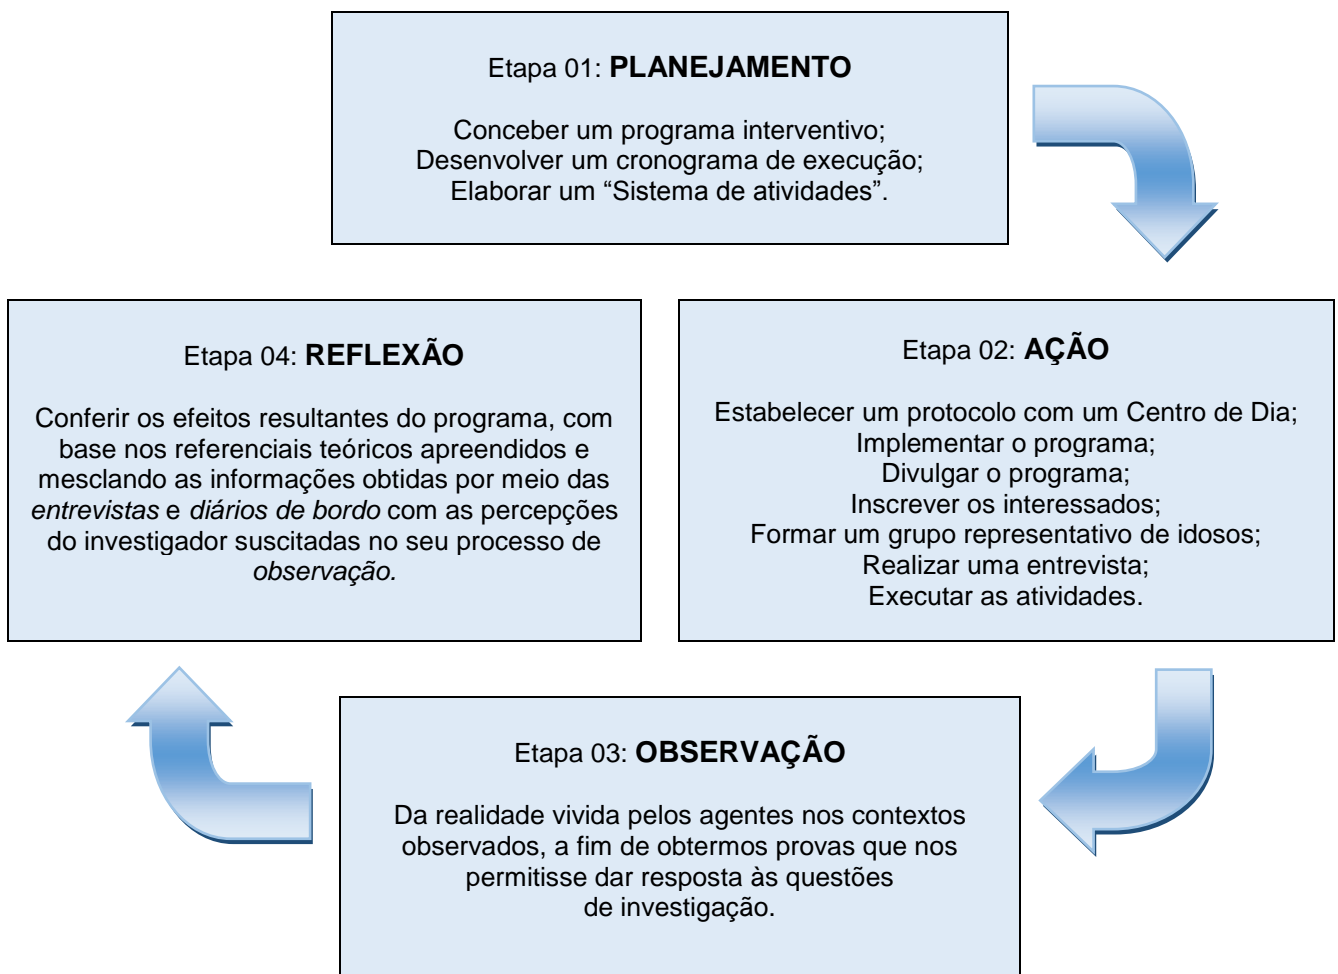 Etapa 01: PLANEJAMENTO
Conceber um programa interventivo;
Desenvolver um cronograma de execução;
Elaborar um “Sistema de atividades”.
Etapa 02: AÇÃO
Estabelecer um protocolo com um Centro de Dia;
Implementar o programa;
Divulgar o programa;
Inscrever os interessados;
Formar um grupo representativo de idosos;
Realizar uma entrevista;
Executar as atividades.
Etapa 03: OBSERVAÇÃO
Da realidade vivida pelos agentes nos contextos
observados, a fim de obtermos provas que nos
permitisse dar resposta às questões
de investigação.
Etapa 04: REFLEXÃO
Conferir os efeitos resultantes do programa, com
base nos referenciais teóricos apreendidos e
mesclando as informações obtidas por meio das
entrevistas e diários de bordo com as percepções
do investigador suscitadas no seu processo de
observação.